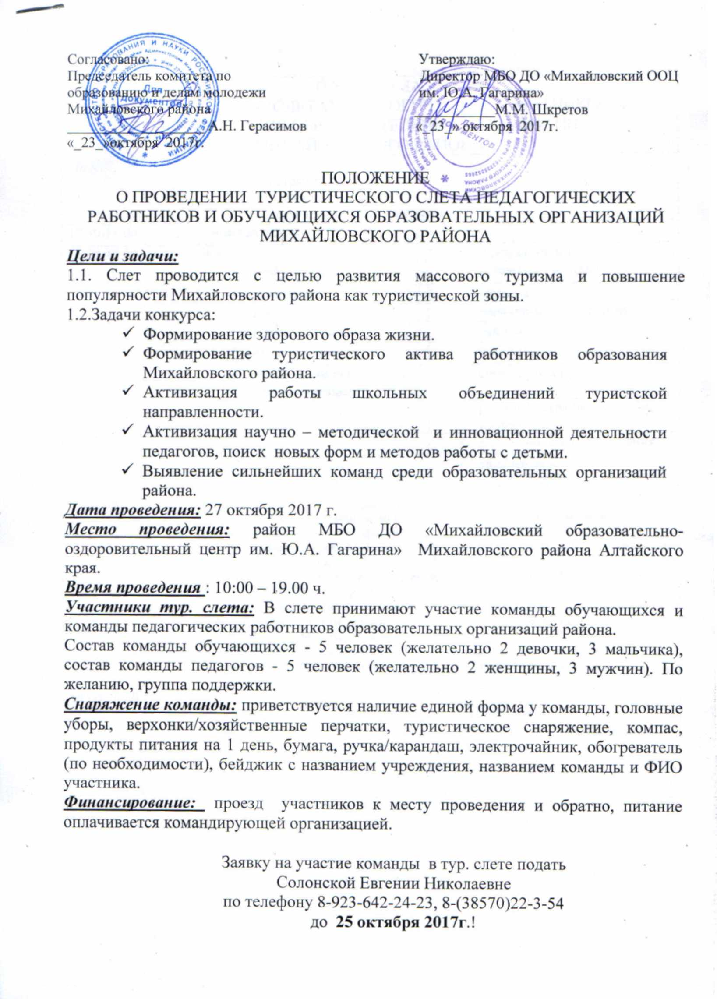 Согласовано:
Председатель комитета по
образованию и делам молодежи
Михайловского района
____________________А.Н. Герасимов
«_23_»октября 2017г.
Утверждаю:
Директор МБО ДО «Михайловский ООЦ
им. Ю.А. Гагарина»
___________М.М. Шкретов
«_23_» октября 2017г.
Для
документов
Для
ДОКУМЕНТОВ
ПОЛОЖЕНИЕ
О ПРОВЕДЕНИИ ТУРИСТИЧЕСКОГО СЛЕТА ПЕДАГОГИЧЕСКИХ
РАБОТНИКОВ И ОБУЧАЮЩИХСЯ ОБРАЗОВАТЕЛЬНЫХ ОРГАНИЗАЦИЙ
МИХАЙЛОВСКОГО РАЙОНА
Цели и задачи:
1.1. Слет проводится с целью развития массового туризма и повышение
популярности Михайловского района как туристической зоны.
1.2.Задачи конкурса:
✓ Формирование здорового образа жизни.
✓ Формирование туристического актива работников образования
Михайловского района.
✓ Активизация работы школьных объединений туристской
направленности.
✓ Активизация научно – методической и инновационной деятельности
педагогов, поиск новых форм и методов работы с детьми.
✓ Выявление сильнейших команд среди образовательных организаций
района.
Дата проведения: 27 октября 2017 г.
Место проведения: район МБО ДО «Михайловский образовательно-
оздоровительный центр им. Ю.А. Гагарина» Михайловского района Алтайского
края.
Время проведения : 10:00 – 19.00 ч.
Участники тур. слета: В слете принимают участие команды обучающихся и
команды педагогических работников образовательных организаций района.
Состав команды обучающихся - 5 человек (желательно 2 девочки, 3 мальчика),
состав команды педагогов - 5 человек (желательно 2 женщины, 3 мужчин). По
желанию, группа поддержки.
Снаряжение команды: приветствуется наличие единой форма у команды, головные
уборы, верхонки/хозяйственные перчатки, туристическое снаряжение, компас,
продукты питания на 1 день, бумага, ручка/карандаш, электрочайник, обогреватель
(по необходимости), бейджик с названием учреждения, названием команды и ФИО
участника.
Финансирование: проезд участников к месту проведения и обратно, питание
оплачивается командирующей организацией.
Заявку на участие команды в тур. слете подать
Солонской Евгении Николаевне
по телефону 8-923-642-24-23, 8-(38570)22-3-54
до 25 октября 2017г.!